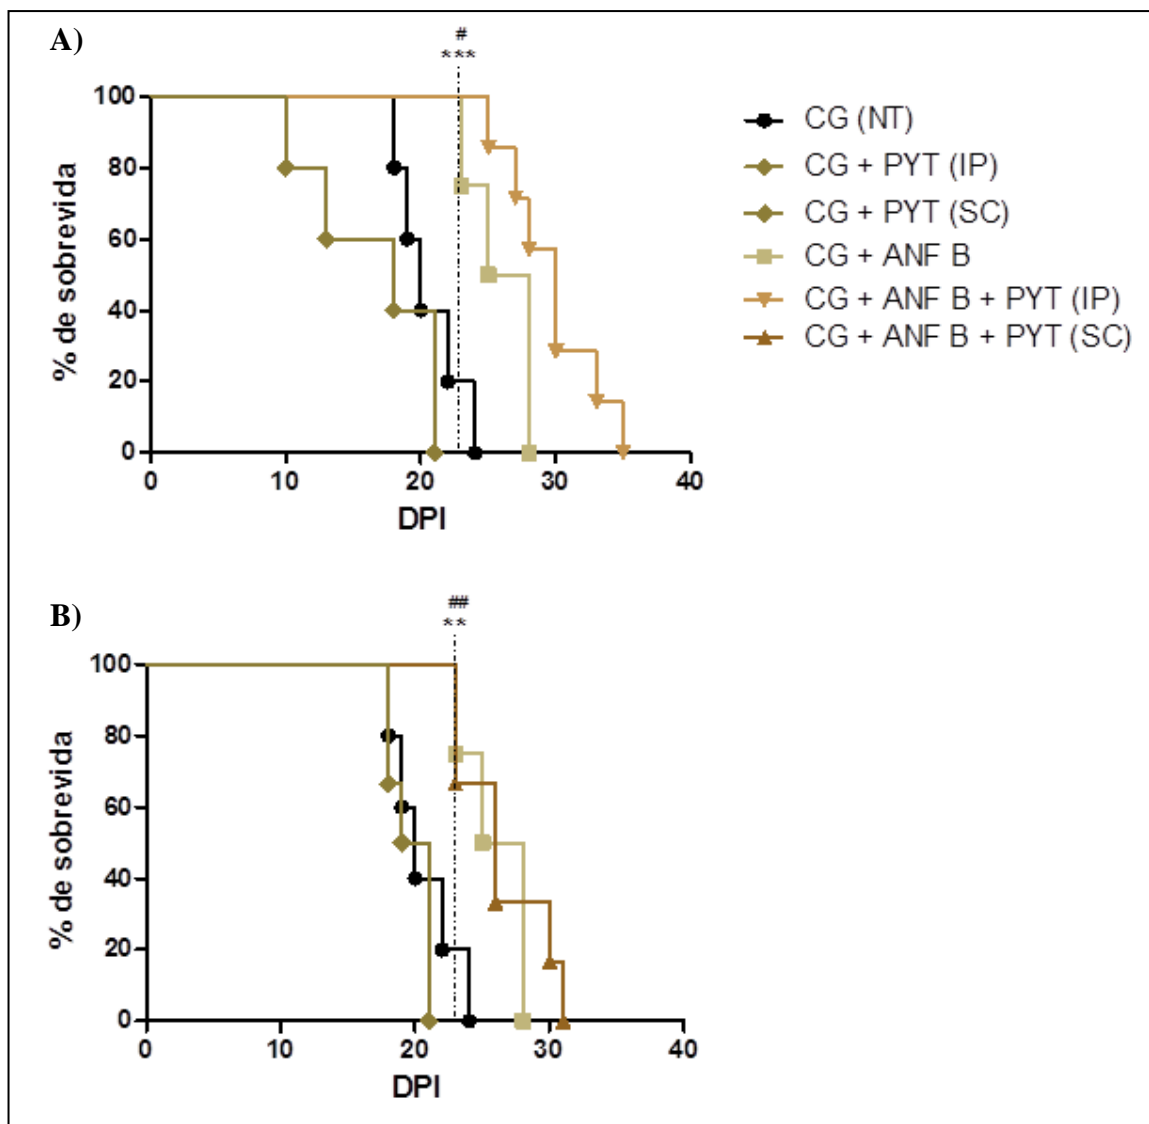 A)
#
***
100
80
60
40
20
0
% de sobrevida
0 10 20 30 40
DPI
CG (NT)
CG + PYT (IP)
CG + PYT (SC)
CG + ANF B
CG + ANF B + PYT (IP)
CG + ANF B + PYT (SC)
B)
##
**
100
80
60
40
20
0
% de sobrevida
0 10 20 30 40
DPI